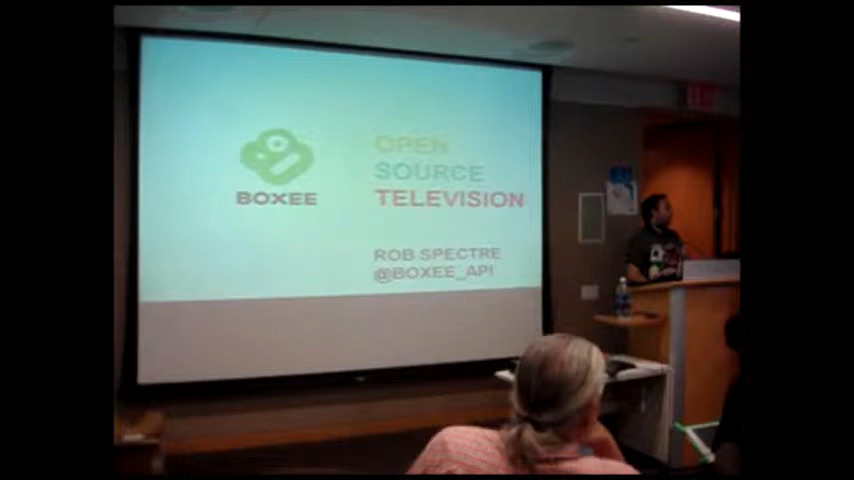 BOXEE
OPEN
SOURCE
TELEVISION
ROB SPECTRE
@BOXEE_API